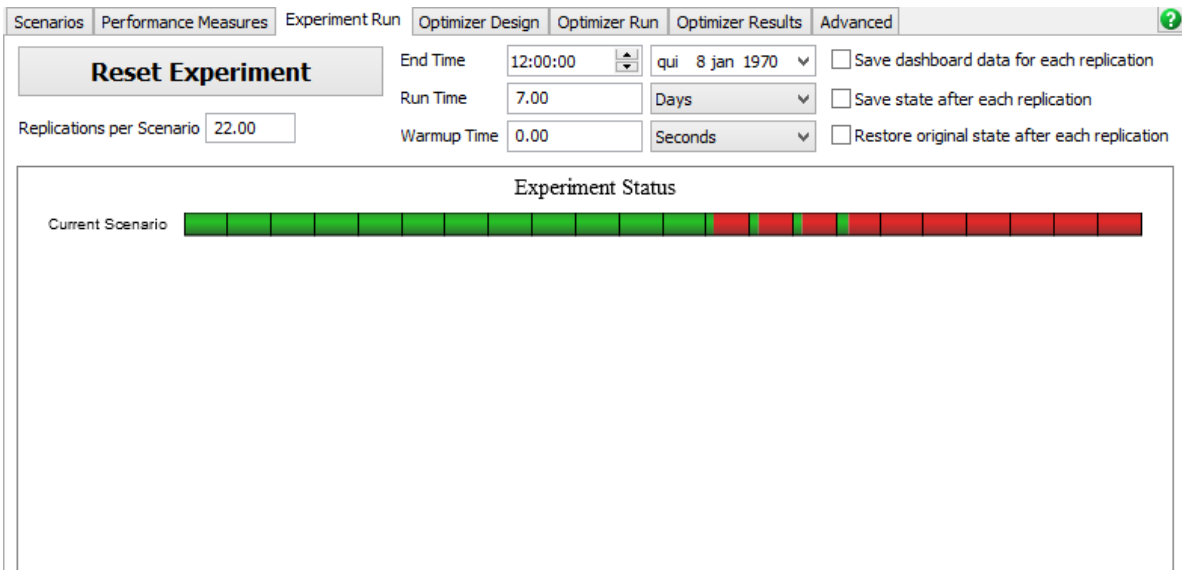 Scenarios Performance Measures Experiment Run Optimizer Design Optimizer Run Optimizer Results Advanced ?
Reset Experiment
Replications per Scenario 22.00
End Time 12:00:00 qui 8 jan 1970
Run Time 7.00 Days
Warmup Time 0.00 Seconds
Save dashboard data for each replication
Save state after each replication
Restore original state after each replication
Experiment Status
Current Scenario